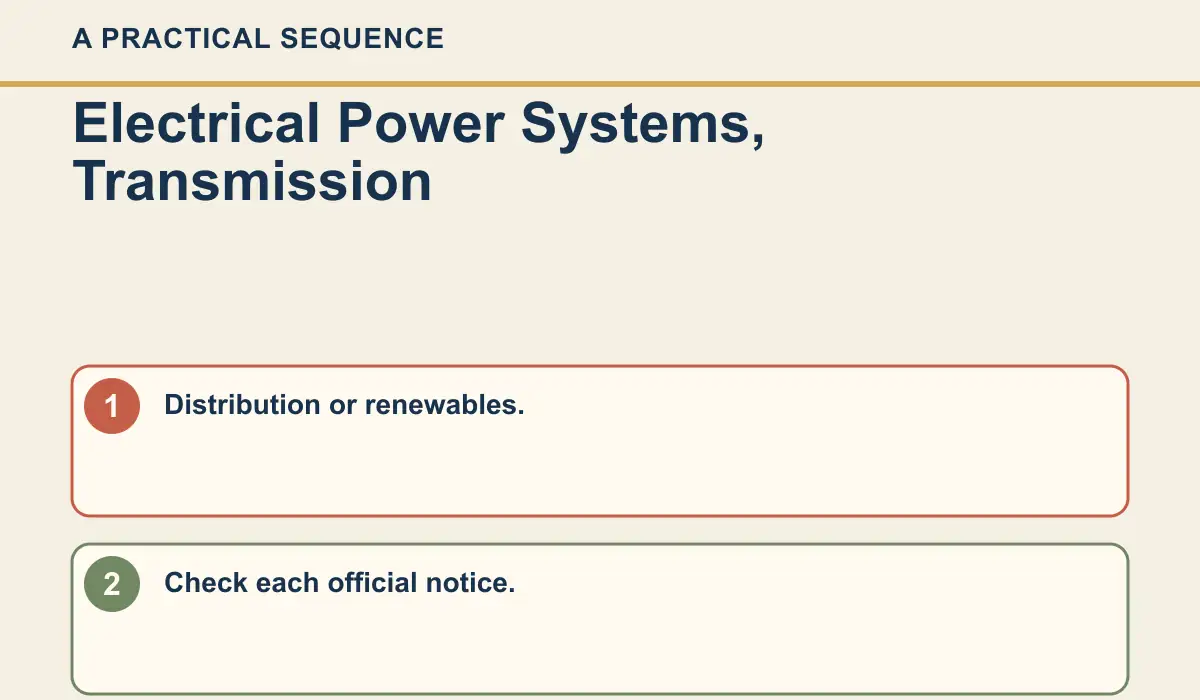 A PRACTICAL SEQUENCE
Electrical Power Systems,
Transmission
1 Distribution or renewables.
2 Check each official notice.